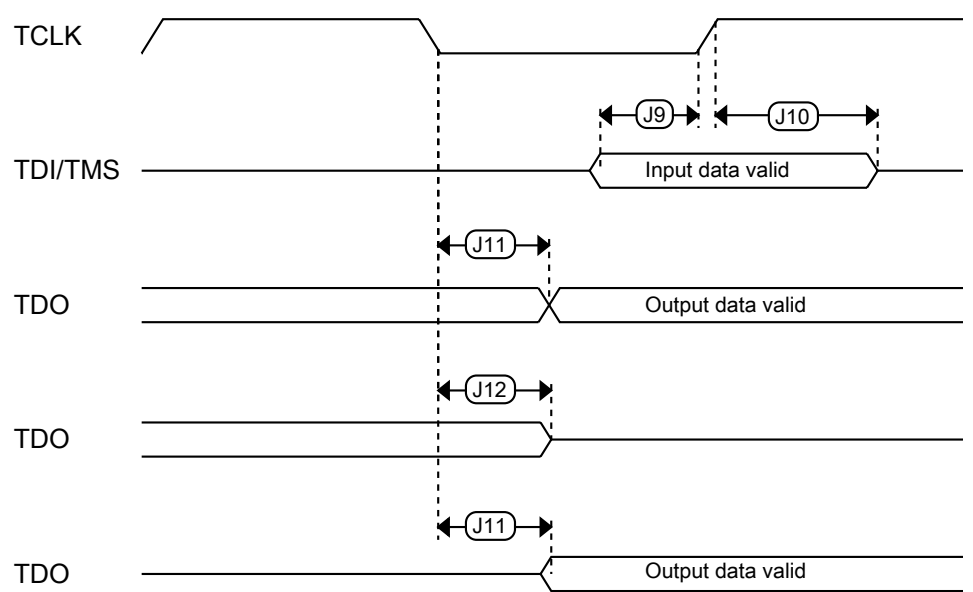 TCLK
J9
J10
TDI/TMS
Input data valid
J11
TDO
Output data valid
J12
TDO
J11
TDO
Output data valid